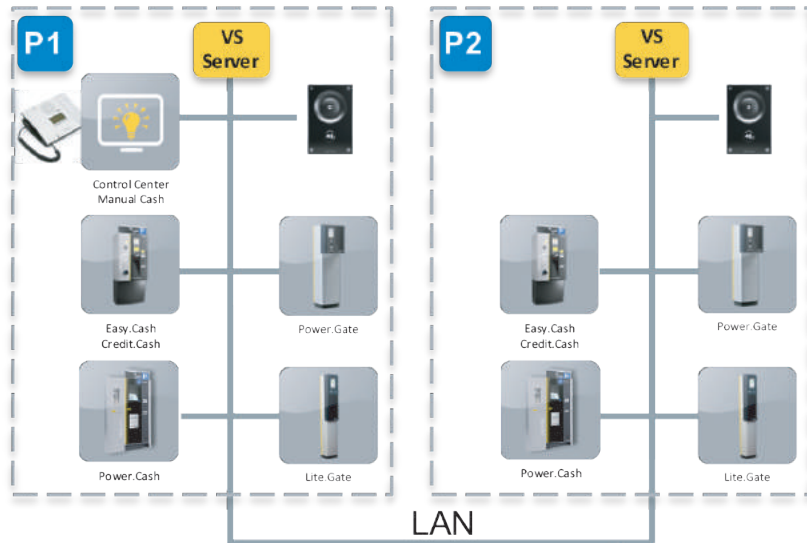 P1
VS
Server
Control Center
Manual Cash
Easy.Cash
Credit.Cash
Power.Gate
Power.Cash
Lite.Gate
P2
VS
Server
Easy.Cash
Credit.Cash
Power.Gate
Power.Cash
Lite.Gate
LAN